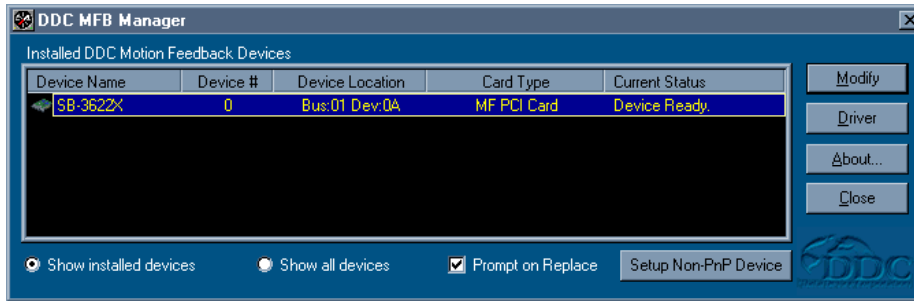 DDC MFB Manager
Installed DDC Motion Feedback Devices
Device Name Device # Device Location Card Type Current Status
SB-3622X 0 Bus:01 Dev:0A MF PCI Card Device Ready.
Modify
Driver
About...
Close
Show installed devices Show all devices Prompt on Replace Setup Non-PnP Device
DDC